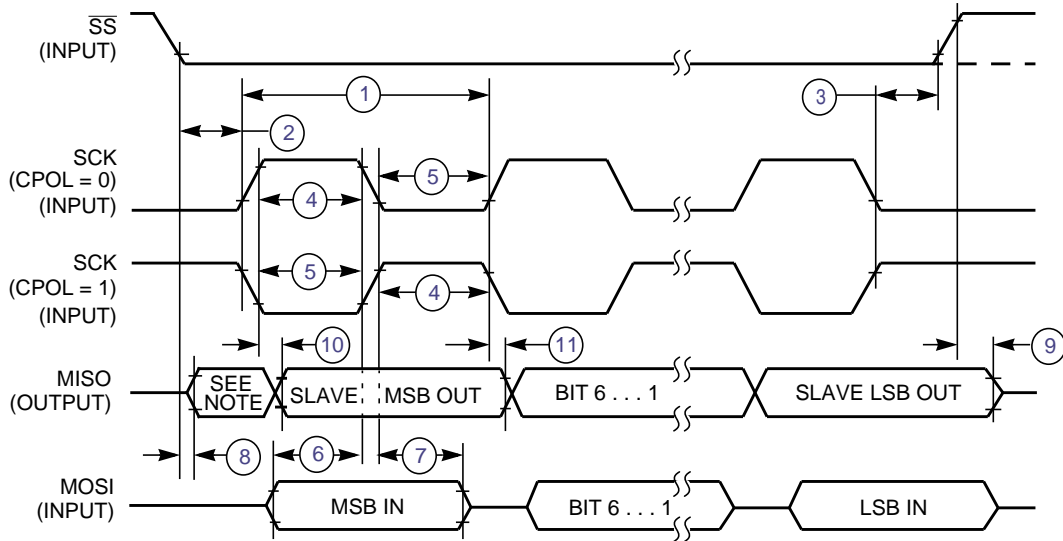 SS
(INPUT)
1
3
2
SCK
(CPOL = 0)
(INPUT)
5
4
SCK
(CPOL = 1)
(INPUT)
5
4
10
11
9
MISO
(OUTPUT)
SEE
NOTE
SLAVE
MSB OUT
BIT 6 . . . 1
SLAVE LSB OUT
8
6
7
MOSI
(INPUT)
MSB IN
BIT 6 . . . 1
LSB IN